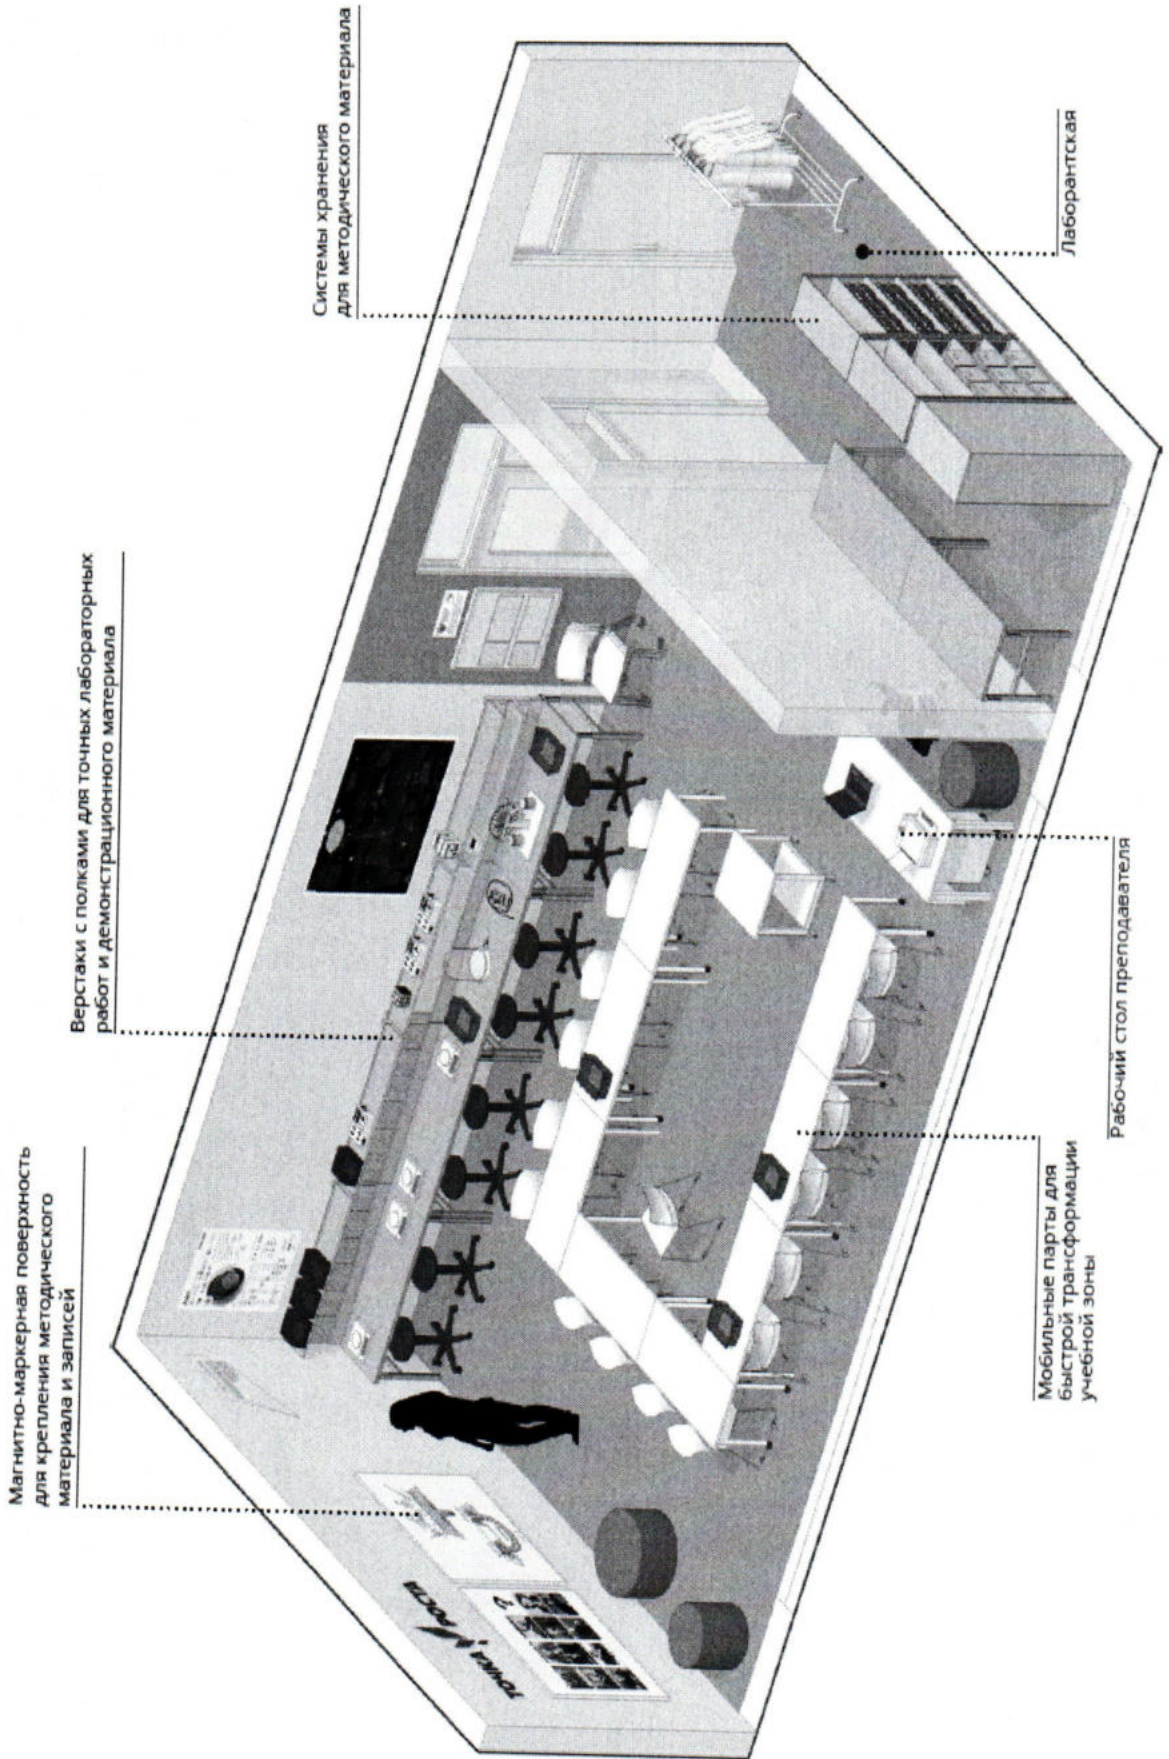 Магнитно-маркерная поверхность
для крепления методического
материала и записей
Верстаки с полками для точных лабораторных
работ и демонстрационного материала
Системы хранения
для методического материала
ТОЧКА РОСТА
Мобильные парты для
быстрой трансформации
учебной зоны
Рабочий стол преподавателя
Лаборантская